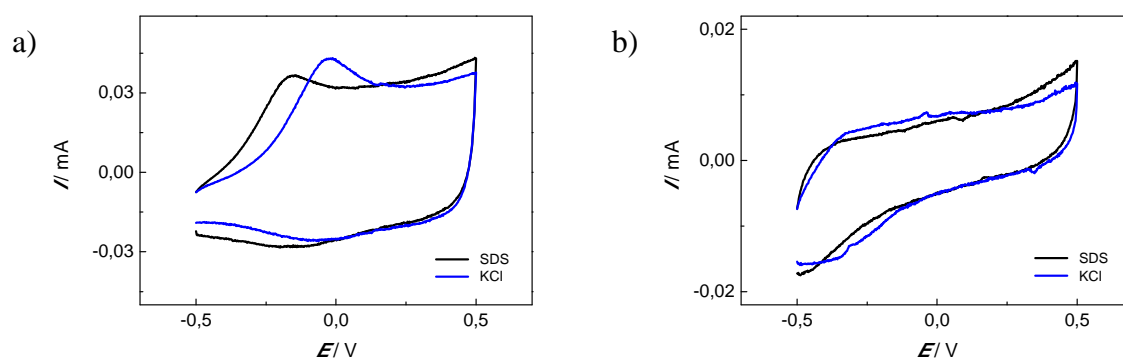 a)
0,03
0,00
-0,03
I/ mA
-0,5
0,0
0,5
E/ V
SDS
KCl
b)
0,02
0,00
-0,02
I/ mA
-0,5
0,0
0,5
E/ V
SDS
KCl